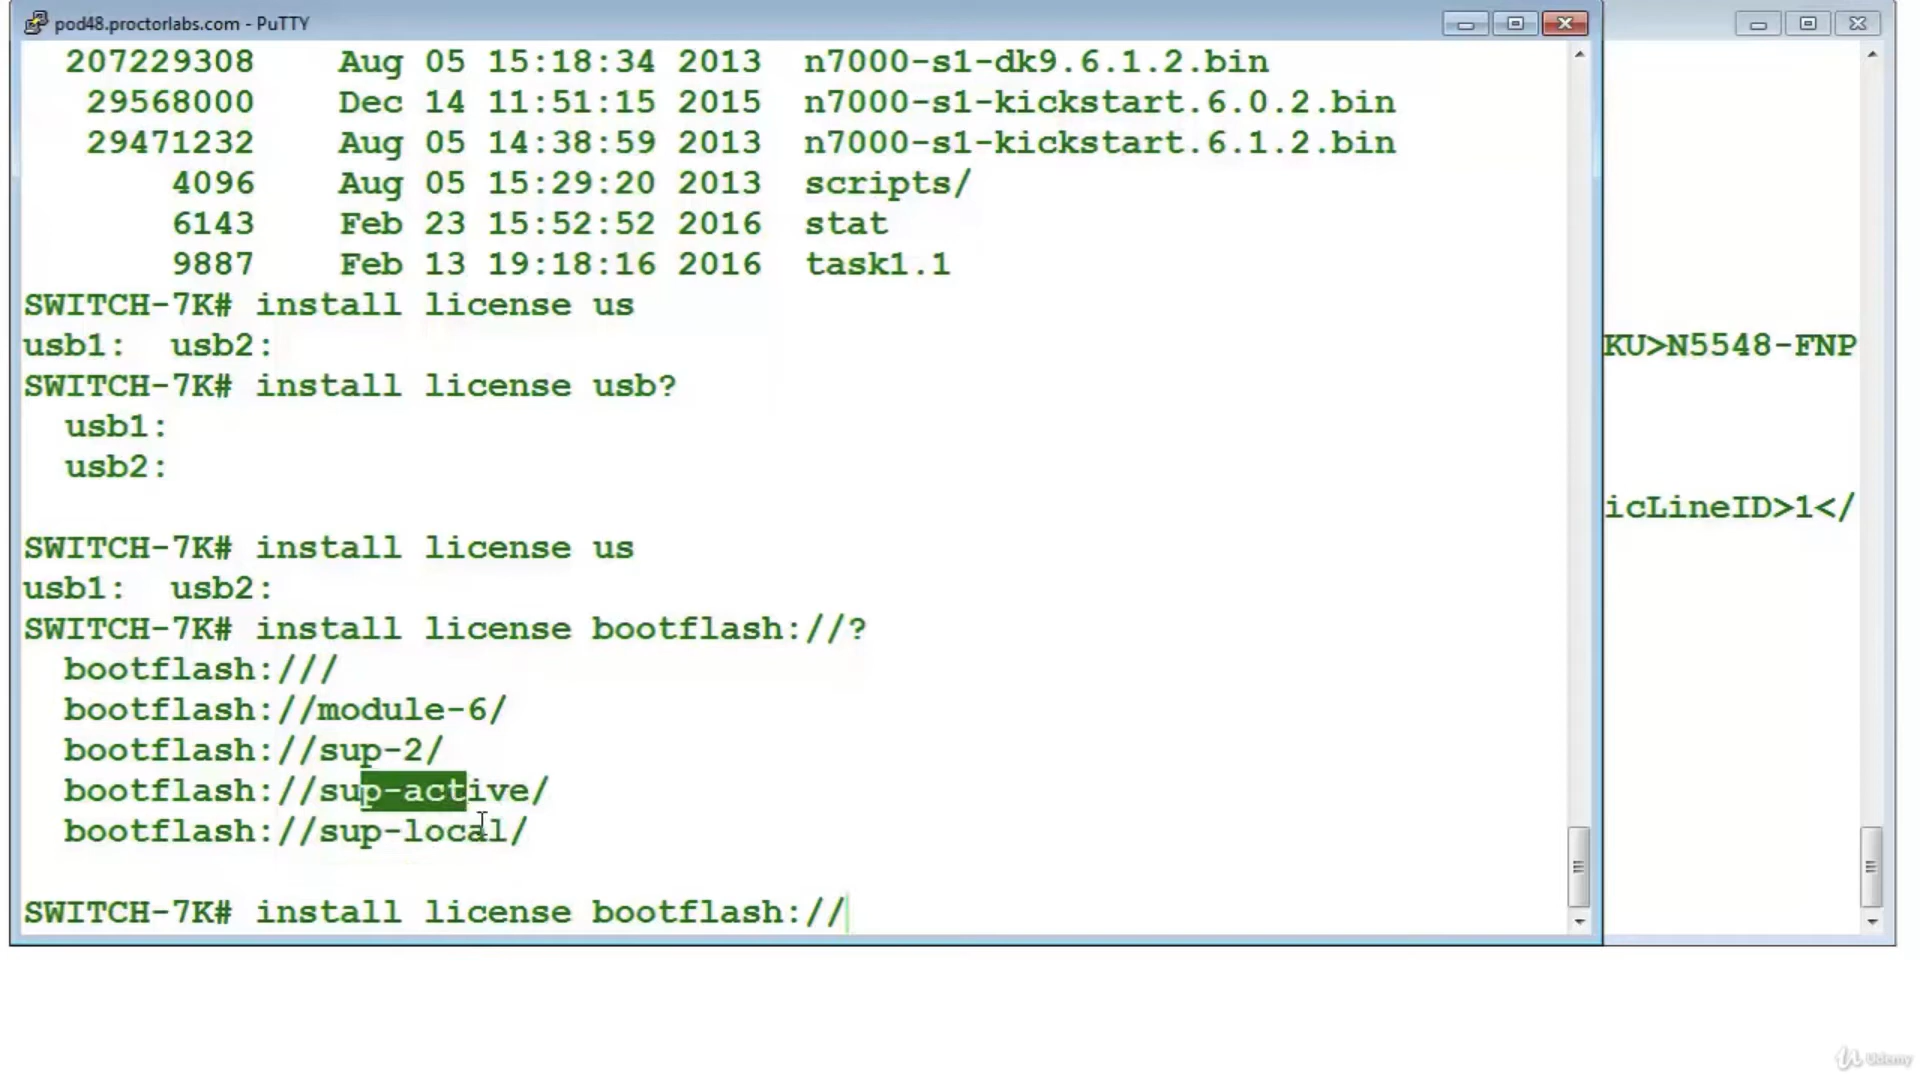 pod48.proctorlabs.com - PuTTY
207229308 Aug 05 15:18:34 2013 n7000-s1-dk9.6.1.2.bin
29568000 Dec 14 11:51:15 2015 n7000-s1-kickstart.6.0.2.bin
29471232 Aug 05 14:38:59 2013 n7000-s1-kickstart.6.1.2.bin
4096 Aug 05 15:29:20 2013 scripts/
6143 Feb 23 15:52:52 2016 stat
9887 Feb 13 19:18:16 2016 task1.1
SWITCH-7K# install license us
usb1: usb2:
SWITCH-7K# install license usb?
usb1:
usb2:
SWITCH-7K# install license us
usb1: usb2:
SWITCH-7K# install license bootflash://?
bootflash:///
bootflash://module-6/
bootflash://sup-2/
bootflash://sup-active/
bootflash://sup-local/
SWITCH-7K# install license bootflash://
KU>N5548-FNP
icLineID>1</
Udemy